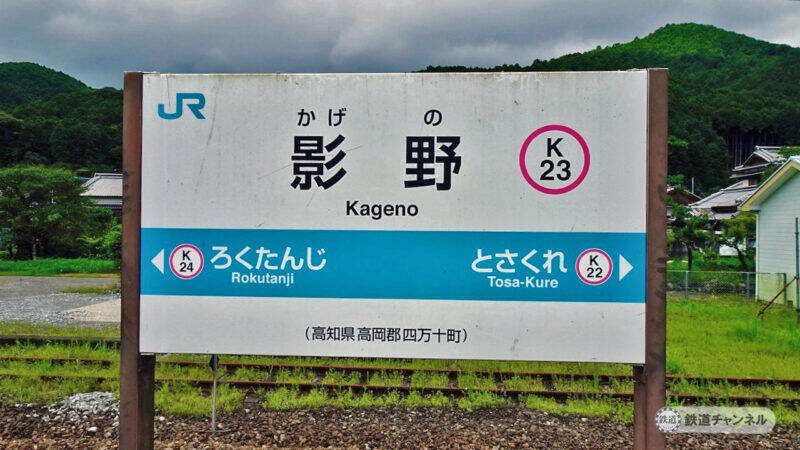 JR
かげの
影野
Kageno
K
23
K
24
ろくたんじ
Rokutanji
とさくれ
Tosa-Kure
K
22
(高知県高岡郡四万十町)
鉄道
鉄道チャンネル